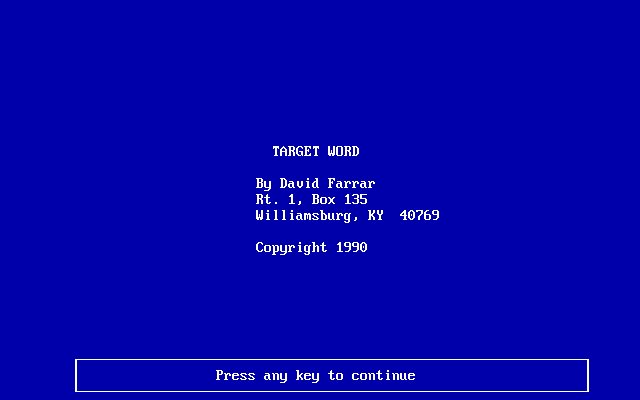 TARGET WORD
By David Farrar
Rt. 1, Box 135
Williamsburg, KY  40769
Copyright 1990
Press any key to continue